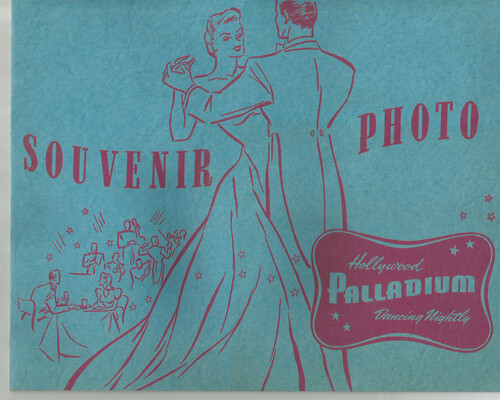 SOUVENIR PHOTO
Hollywood
PALLADIUM
Dancing Nightly